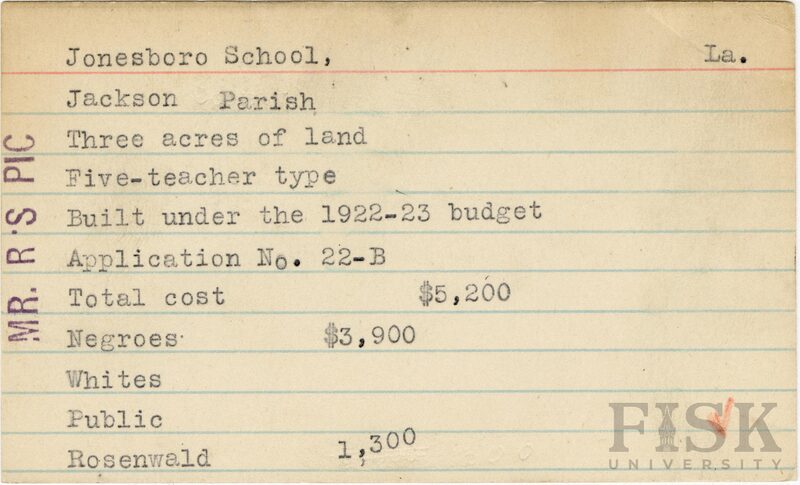 Jonesboro School, La.
Jackson Parish
Three acres of land
Five-teacher type
Built under the 1922-23 budget
Application No. 22-B
Total cost $5,200
Negroes $3,900
Whites
Public
Rosenwald 1,300
MR. R'S PIC
FISK
UNIVERSITY